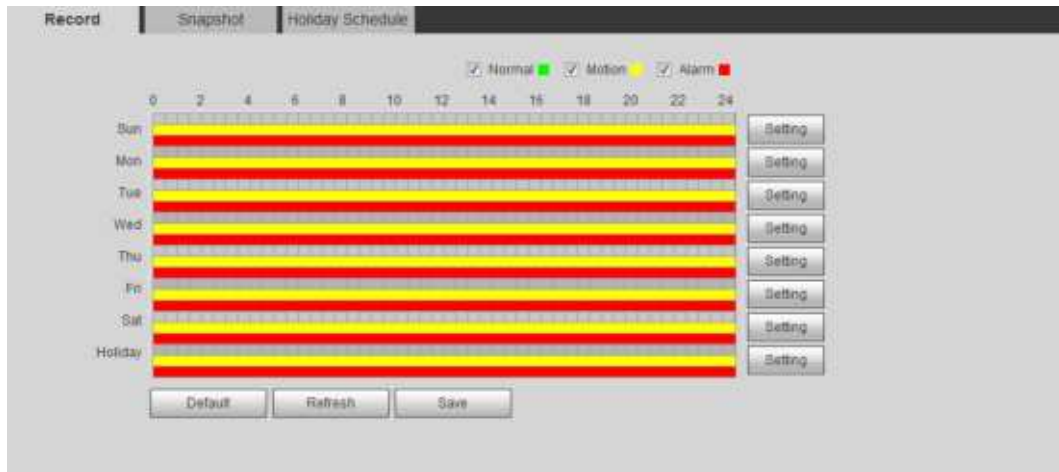 Record Snapshot Holiday Schedule
Normal Motion Alarm
0 2 4 6 8 10 12 14 16 18 20 22 24
Sun Setting
Mon Setting
Tue Setting
Wed Setting
Thu Setting
Fri Setting
Sat Setting
Holiday Setting
Default Refresh Save